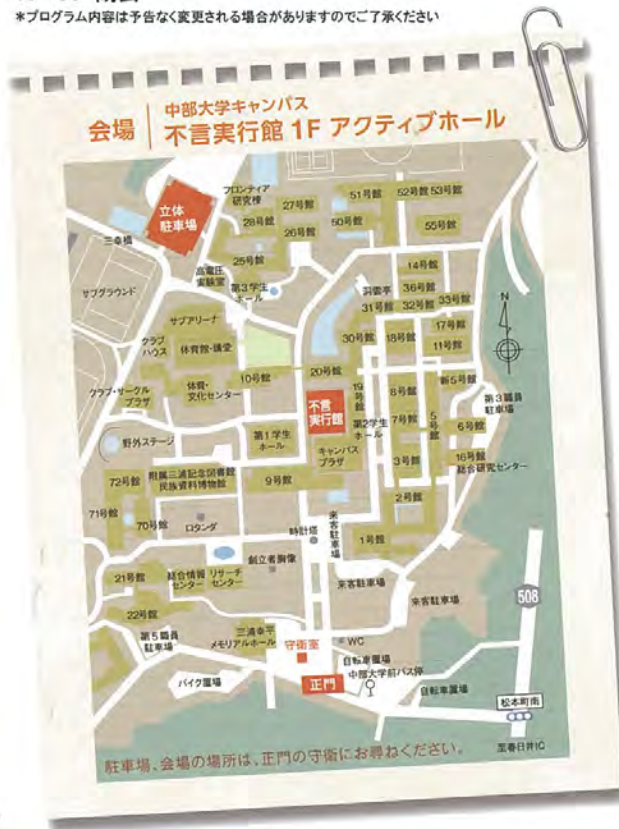 *プログラム内容は予告なく変更される場合がありますのでご了承ください
会場
中部大学キャンパス
不言実行館 1F アクティブホール
立体
駐車場
フロンティア
研究棟
27号館
28号館
26号館
25号館
51号館
52号館
53号館
50号館
55号館
三幸橋
高電圧
実験室
第3学生
ホール
サブグラウンド
14号館
洞雲亭
36号館
31号館
32号館
33号館
N
サブアリーナ
クラブ
ハウス
体育館・講堂
30号館
18号館
17号館
11号館
クラブ・サークル
プラザ
体育・
文化センター
10号館
20号館
新5号館
不言
実行館
19号館
8号館
第3職員
駐車場
野外ステージ
第1学生
ホール
第2学生
ホール
7号館
5号館
6号館
キャンパス
プラザ
72号館
附属三浦記念図書館
民族資料博物館
9号館
3号館
16号館
総合研究センター
71号館
70号館
ロタンダ
2号館
時計塔
来客駐車場
1号館
21号館
総合情報
センター
リサーチ
センター
創立者胸像
来客駐車場
来客駐車場
508
22号館
第5職員
駐車場
三浦幸平
メモリアルホール
守衛室
WC
自転車置場
中部大学前バス停
バイク置場
正門
自転車置場
松本町南
至春日井IC
駐車場、会場の場所は、正門の守衛にお尋ねください。